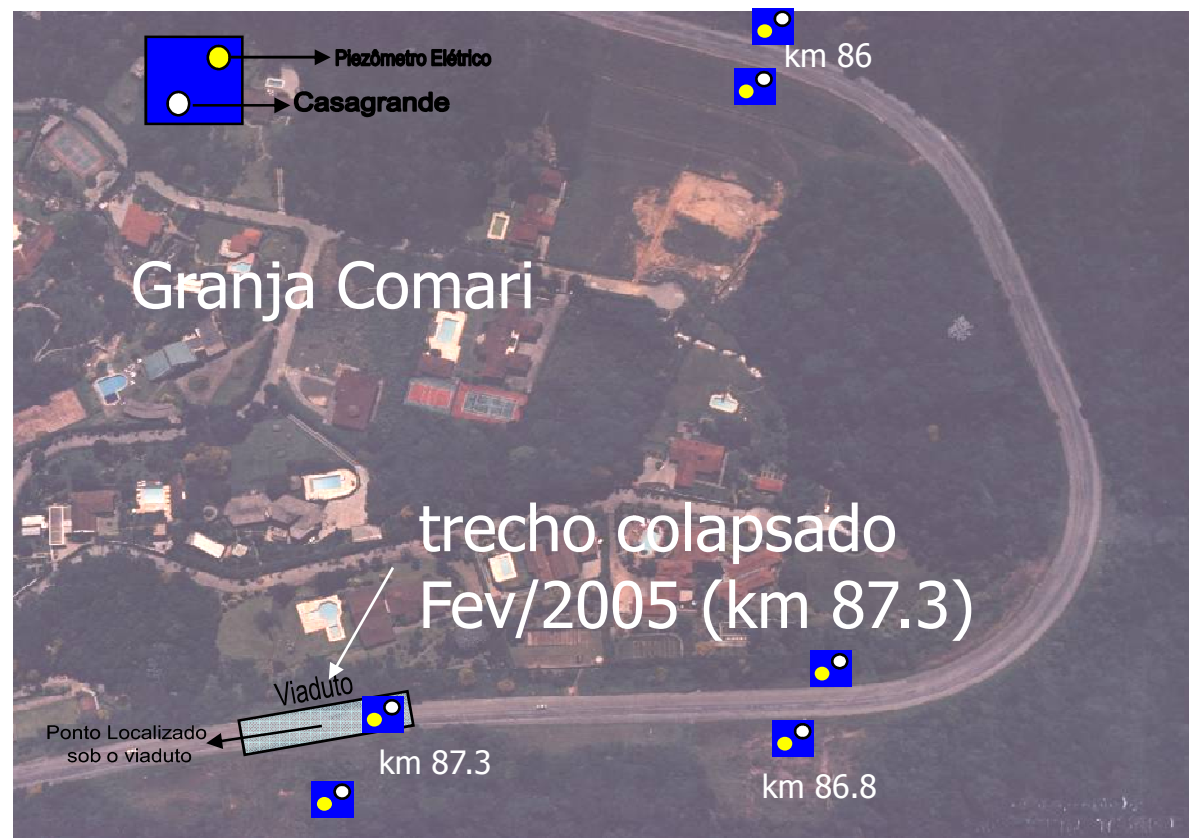 km 86
Piezômetro Elétrico
Casagrande
Granja Comari
trecho colapsado
Fev/2005 (km 87.3)
Viaduto
Ponto Localizado
sob o viaduto
km 87.3
km 86.8